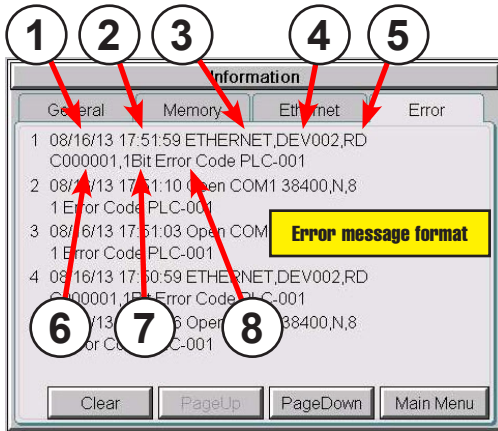 1 2 3 4 5
Information
General Memory Ethernet Error
1 08/16/13 17:51:59 ETHERNET,DEV002,RD
C000001,1Bit Error Code PLC-001
2 08/16/13 17:51:10 Open COM1 38400,N,8
1 Error Code PLC-001
3 08/16/13 17:51:03 Open COM
1 Error Code PLC-001
Error message format
4 08/16/13 17:50:59 ETHERNET,DEV002,RD
C000001,1Bit Error Code PLC-001
/13 Open 38400,N,8
PLC-001
6 7 8
Clear PageUp PageDown Main Menu